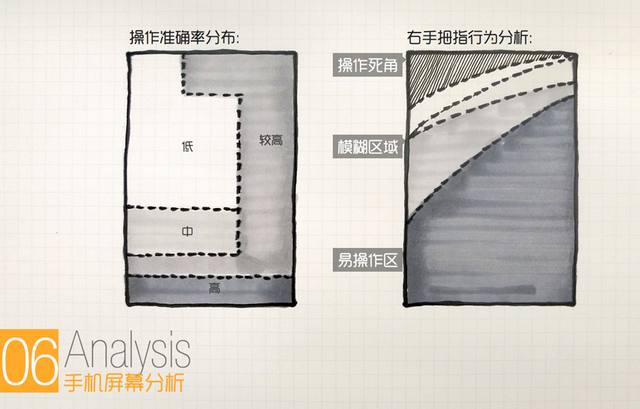 操作准确率分布:
低
较高
中
高
右手拇指行为分析:
操作死角
模糊区域
易操作区
06 Analysis
手机屏幕分析